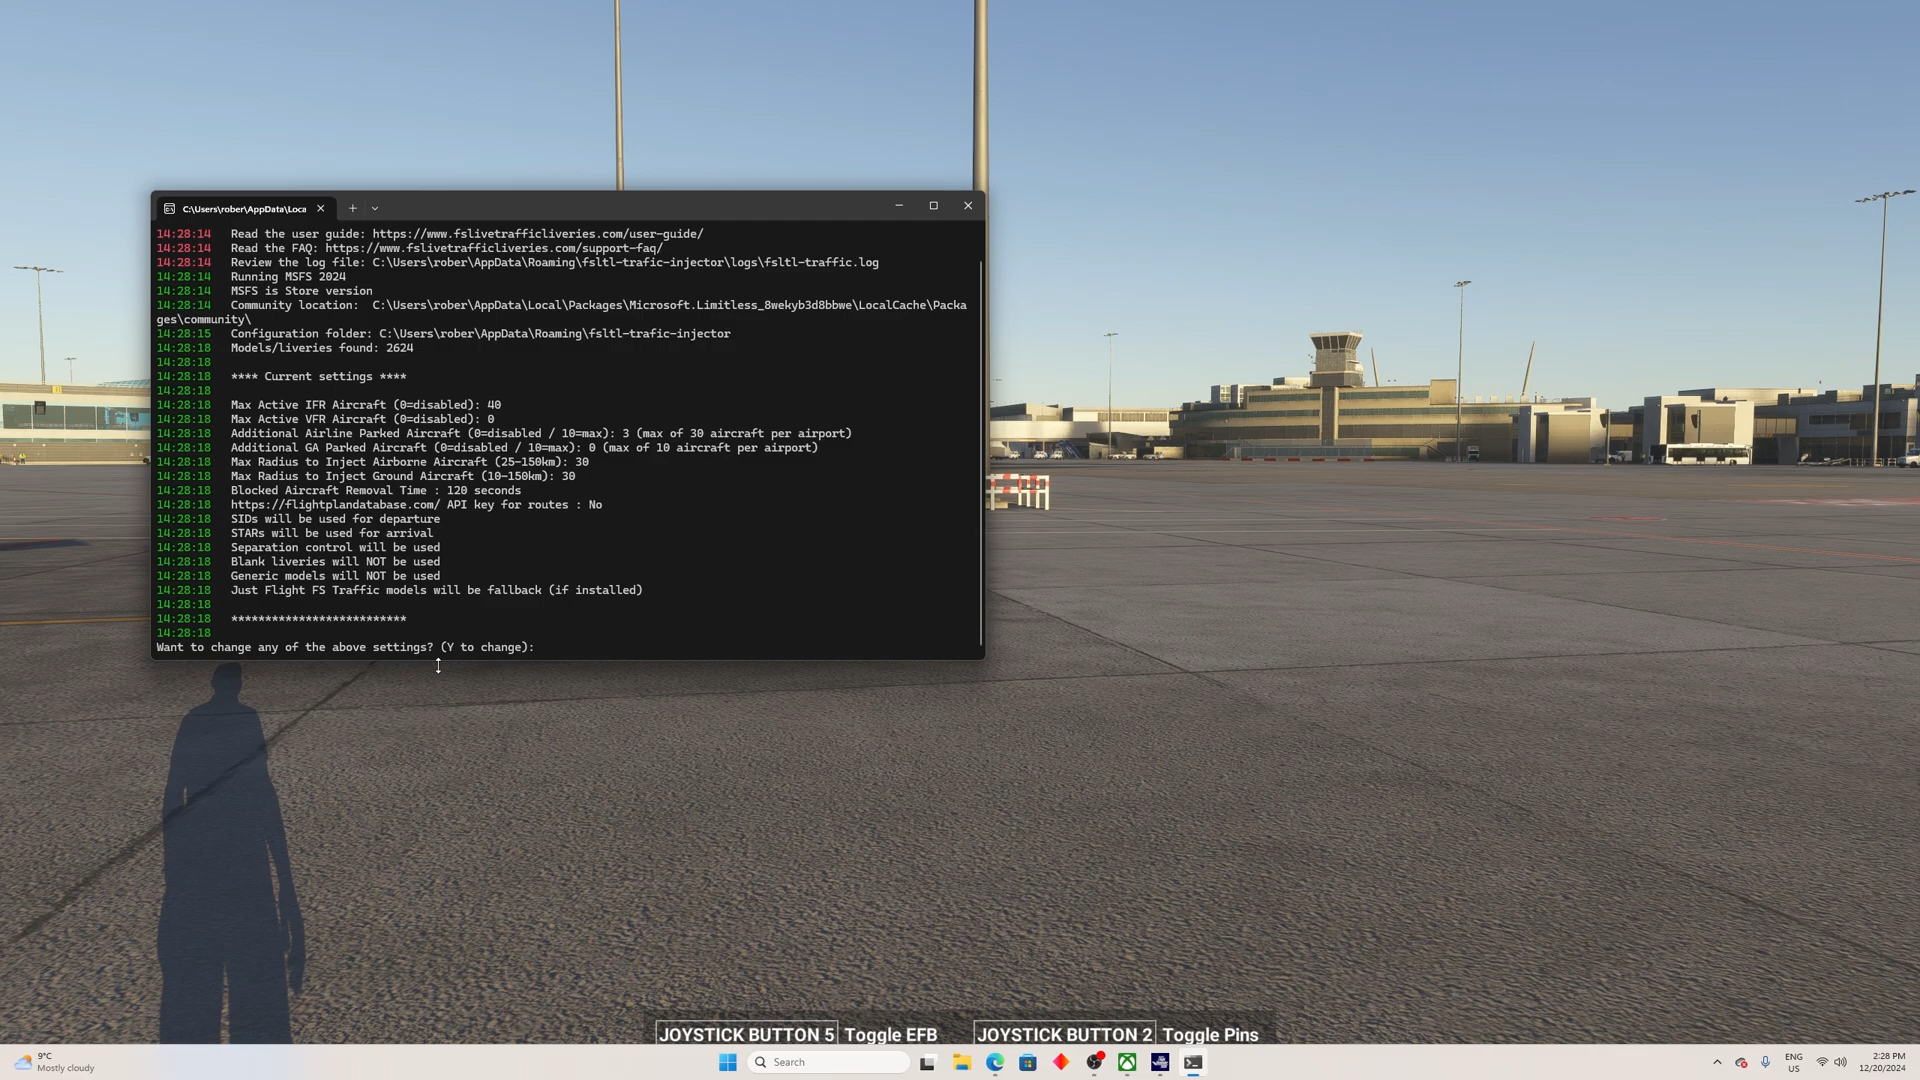 C:\Users\rober\AppData\Loca
14:28:14 Read the user guide: https://www.fslivetrafficliveries.com/user-guide/
14:28:14 Read the FAQ: https://www.fslivetrafficliveries.com/support-faq/
14:28:14 Review the log file: C:\Users\rober\AppData\Roaming\fsltl-trafic-injector\logs\fsltl-traffic.log
14:28:14 Running MSFS 2024
14:28:14 MSFS is Store version
14:28:14 Community location:  C:\Users\rober\AppData\Local\Packages\Microsoft.Limitless_8wekyb3d8bbwe\LocalCache\Packa
ges\community\
14:28:15 Configuration folder: C:\Users\rober\AppData\Roaming\fsltl-trafic-injector
14:28:18 Models/liveries found: 2624
14:28:18
14:28:18 **** Current settings ****
14:28:18
14:28:18 Max Active IFR Aircraft (0=disabled): 40
14:28:18 Max Active VFR Aircraft (0=disabled): 0
14:28:18 Additional Airline Parked Aircraft (0=disabled / 10=max): 3 (max of 30 aircraft per airport)
14:28:18 Additional GA Parked Aircraft (0=disabled / 10=max): 0 (max of 10 aircraft per airport)
14:28:18 Max Radius to Inject Airborne Aircraft (25-150km): 30
14:28:18 Max Radius to Inject Ground Aircraft (10-150km): 30
14:28:18 Blocked Aircraft Removal Time : 120 seconds
14:28:18 https://flightplandatabase.com/ API key for routes : No
14:28:18 SIDs will be used for departure
14:28:18 STARs will be used for arrival
14:28:18 Separation control will be used
14:28:18 Blank liveries will NOT be used
14:28:18 Generic models will NOT be used
14:28:18 Just Flight FS Traffic models will be fallback (if installed)
14:28:18
14:28:18 **************************
14:28:18
Want to change any of the above settings? (Y to change):
JOYSTICK BUTTON 5 Toggle EFB JOYSTICK BUTTON 2 Toggle Pins
9°C
Mostly cloudy
Search
ENG
US
2:28 PM
12/20/2024